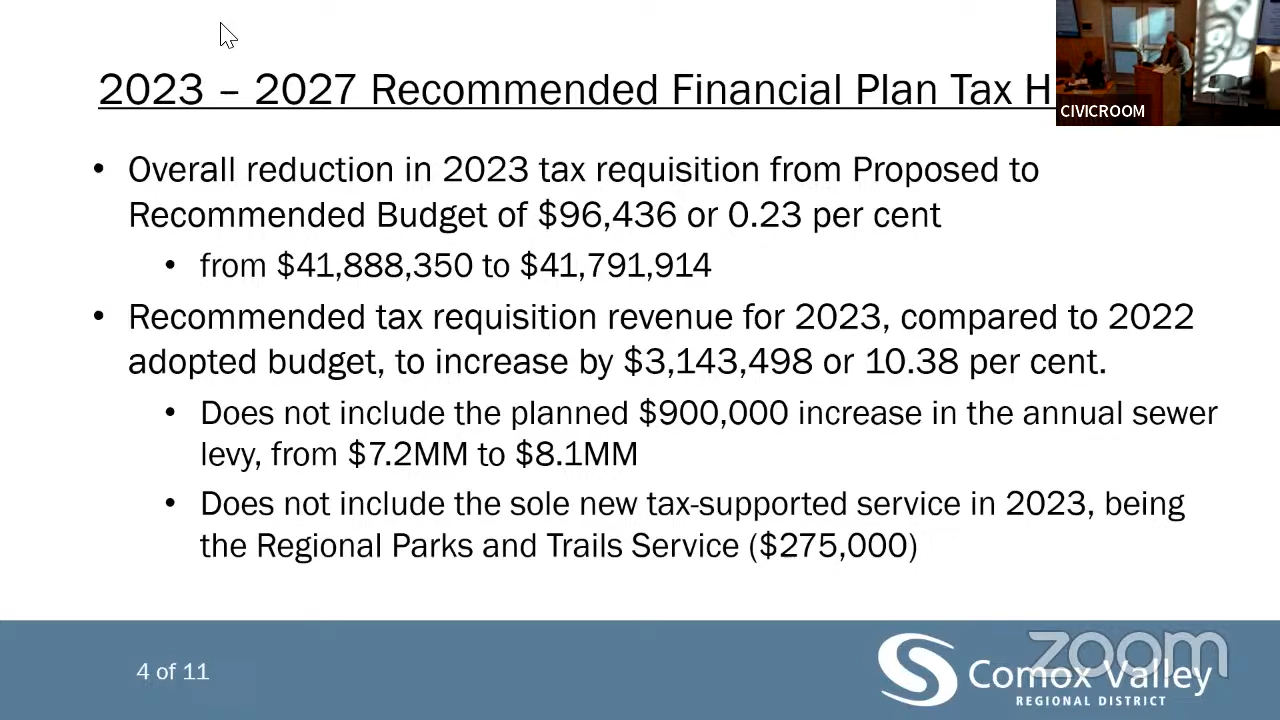 2023 – 2027 Recommended Financial Plan Tax H
CIVICROOM
• Overall reduction in 2023 tax requisition from Proposed to
Recommended Budget of $96,436 or 0.23 per cent
• from $41,888,350 to $41,791,914
• Recommended tax requisition revenue for 2023, compared to 2022
adopted budget, to increase by $3,143,498 or 10.38 per cent.
• Does not include the planned $900,000 increase in the annual sewer
levy, from $7.2MM to $8.1MM
• Does not include the sole new tax-supported service in 2023, being
the Regional Parks and Trails Service ($275,000)
4 of 11
zoom
Comox Valley
REGIONAL DISTRICT